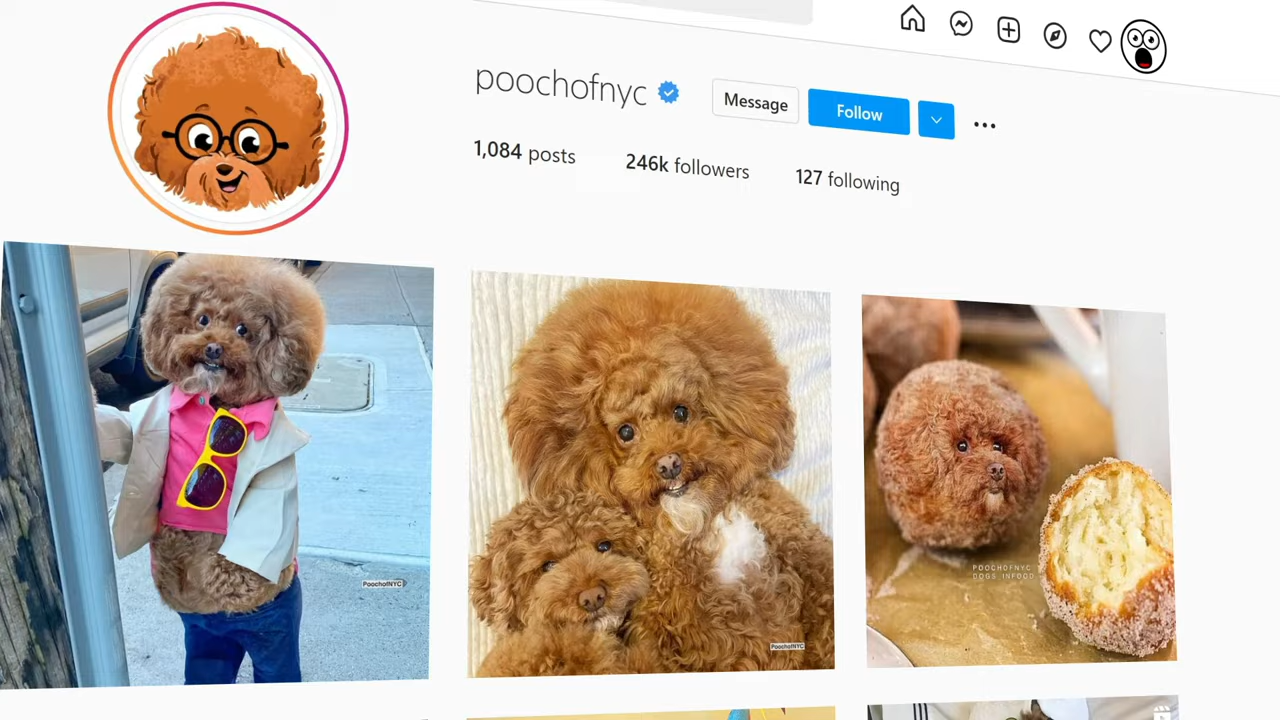 poochofnyc
Message
Follow
1,084 posts
246k followers
127 following
PoochofNYC
PoochofNYC
POOCHOFNYC
DOGS INFOOD